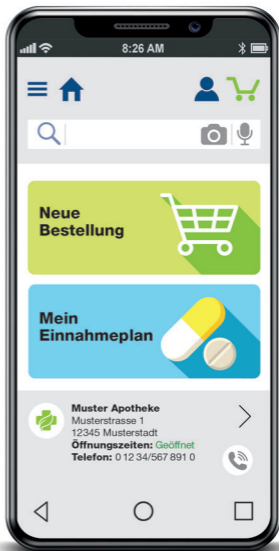 8:26 AM
Neue
Bestellung
Mein
Einnahmeplan
Muster Apotheke
Musterstrasse 1
12345 Musterstadt
Öffnungszeiten: Geöffnet
Telefon: 0 12 34/567 891 0